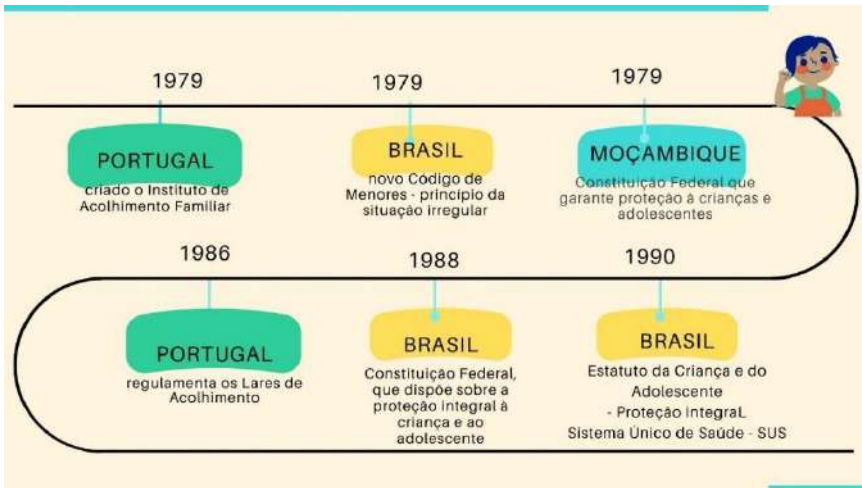 1979
PORTUGAL
criado o Instituto de
Acolhimento Familiar
1979
BRASIL
novo Código de
Menores - princípio da
situação irregular
1979
MOÇAMBIQUE
Constituição Federal que
garante proteção à crianças e
adolescentes
1986
PORTUGAL
regulamenta os Lares de
Acolhimento
1988
BRASIL
Constituição Federal,
que dispõe sobre a
proteção integral à
criança e ao
adolescente
1990
BRASIL
Estatuto da Criança e do
Adolescente
- Proteção integraL
Sistema Único de Saúde - SUS